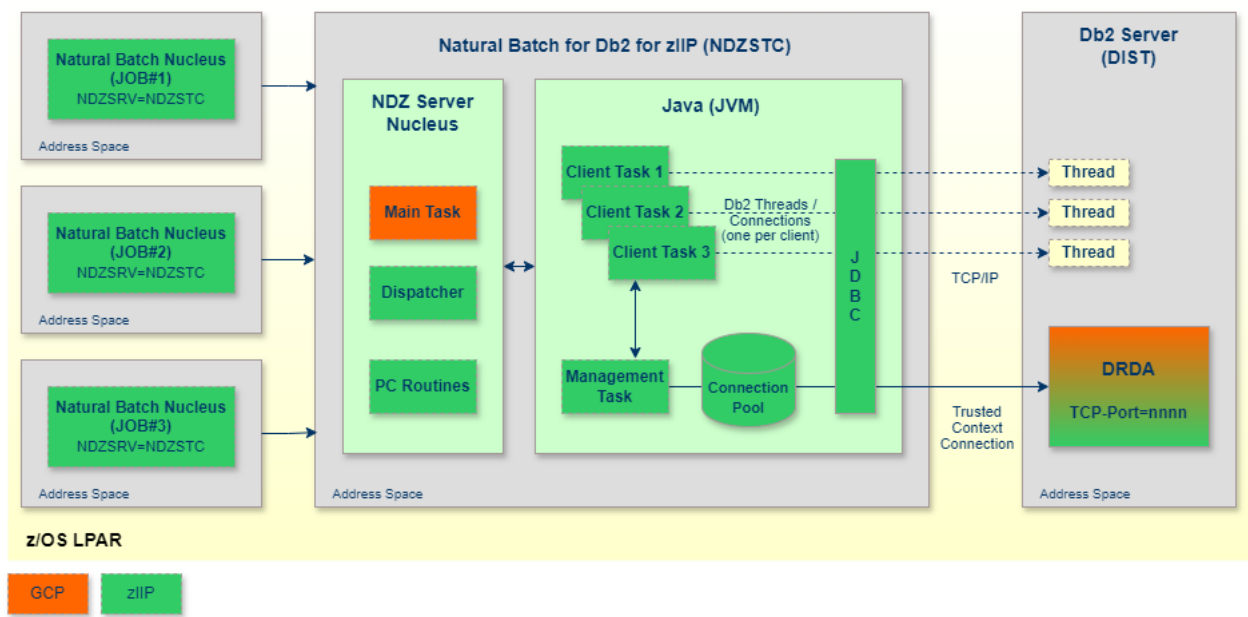 Natural Batch Nucleus
(JOB#1)
NDZSRV=NDZSTC
Address Space
Natural Batch Nucleus
(JOB#2)
NDZSRV=NDZSTC
Address Space
Natural Batch Nucleus
(JOB#3)
NDZSRV=NDZSTC
Address Space
Natural Batch for Db2 for zIIP (NDZSTC)
NDZ Server
Nucleus
Main Task
Dispatcher
PC Routines
Java (JVM)
Client Task 1
Client Task 2
Client Task 3
Db2 Threads /
Connections
(one per client)
Management
Task
Connection
Pool
J
D
B
C
Address Space
TCP/IP
Trusted
Context
Connection
Db2 Server
(DIST)
Thread
Thread
Thread
DRDA
TCP-Port=nnnn
Address Space
z/OS LPAR
GCP
zIIP